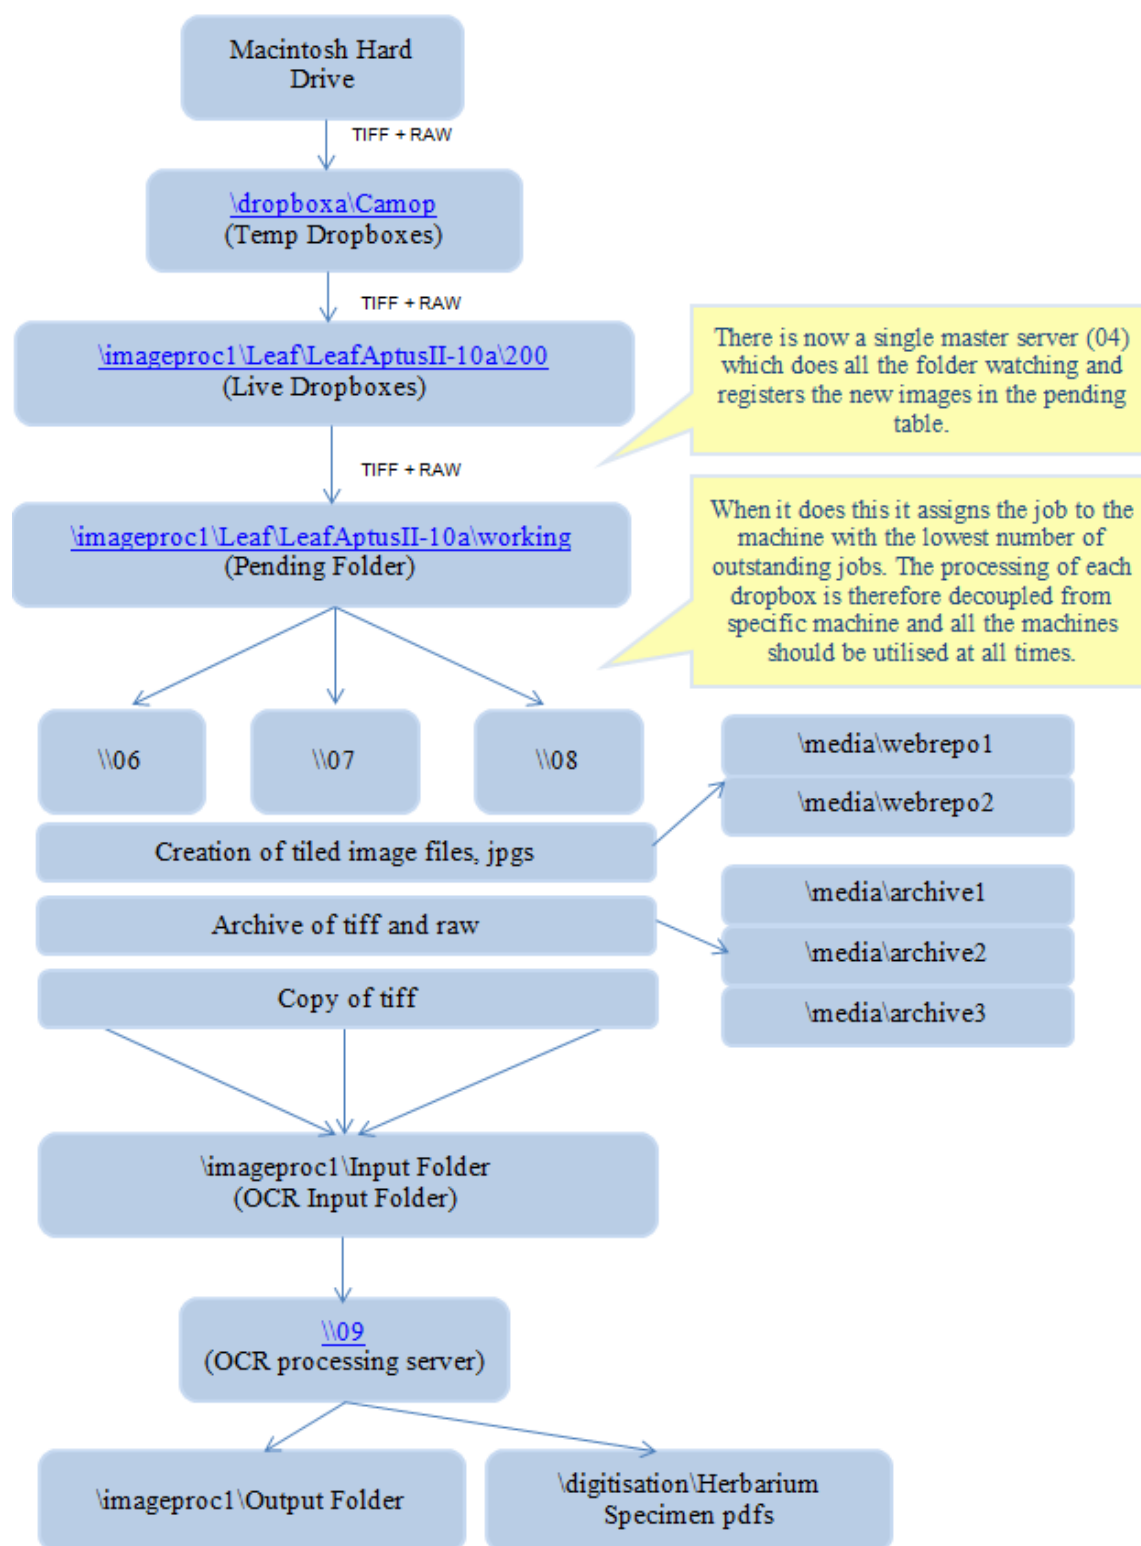 Macintosh Hard
Drive
TIFF + RAW
\dropboxa\Camop
(Temp Dropboxes)
TIFF + RAW
\imageproc1\Leaf\LeafAptusII-10a\200
(Live Dropboxes)
There is now a single master server (04)
which does all the folder watching and
registers the new images in the pending
table.
TIFF + RAW
\imageproc1\Leaf\LeafAptusII-10a\working
(Pending Folder)
When it does this it assigns the job to the
machine with the lowest number of
outstanding jobs. The processing of each
dropbox is therefore decoupled from
specific machine and all the machines
should be utilised at all times.
\\06
\\07
\\08
\media\webrepo1
\media\webrepo2
Creation of tiled image files, jpgs
Archive of tiff and raw
\media\archive1
\media\archive2
\media\archive3
Copy of tiff
\imageproc1\Input Folder
(OCR Input Folder)
\\09
(OCR processing server)
\imageproc1\Output Folder
\digitisation\Herbarium
Specimen pdfs